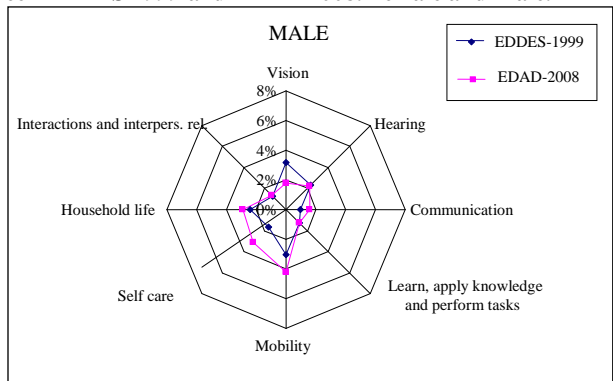 MALE
EDDES-1999
EDAD-2008
Vision
8%
Interactions and interpers. rel.
6%
Hearing
4%
2%
Household life
0%
Communication
Self care
Learn, apply knowledge
and perform tasks
Mobility